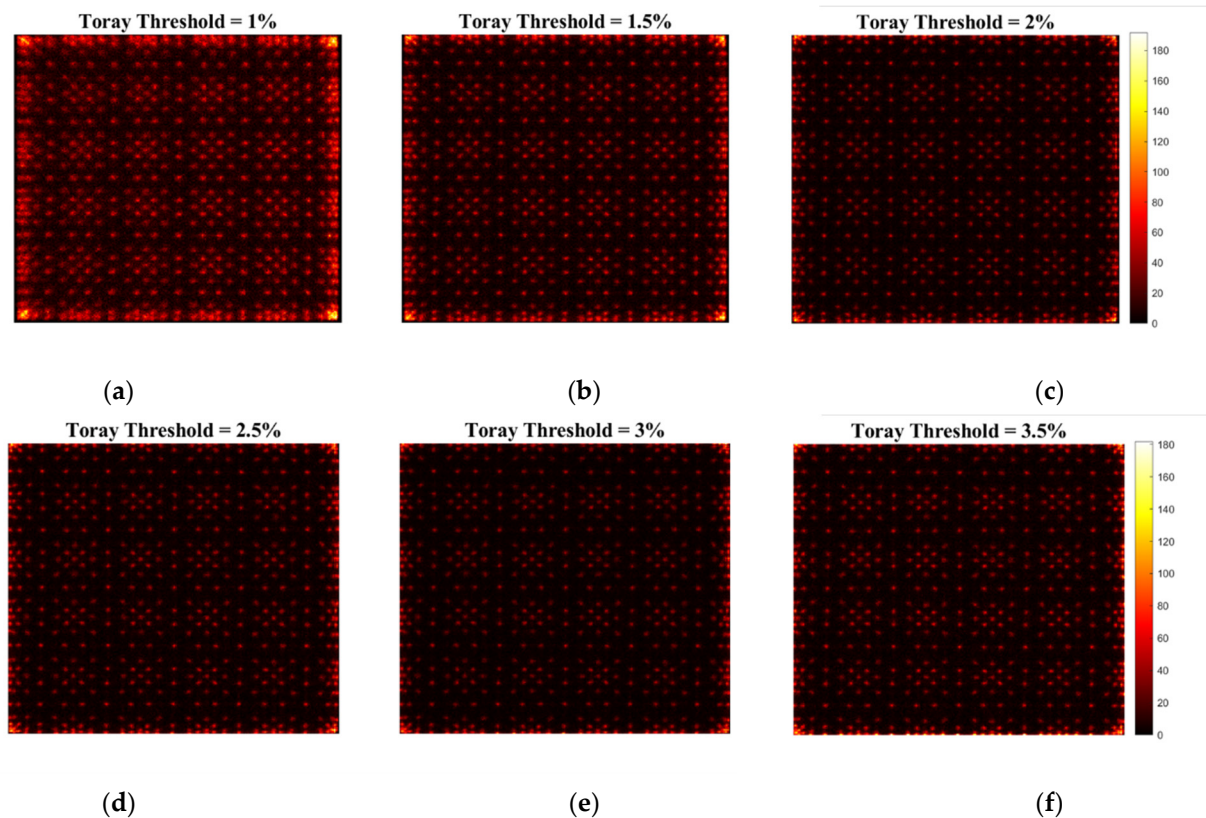 Toray Threshold = 1%
Toray Threshold = 1.5%
Toray Threshold = 2%
180
160
140
120
100
80
60
40
20
0
(a)
(b)
(c)
Toray Threshold = 2.5%
Toray Threshold = 3%
Toray Threshold = 3.5%
180
160
140
120
100
80
60
40
20
0
(d)
(e)
(f)